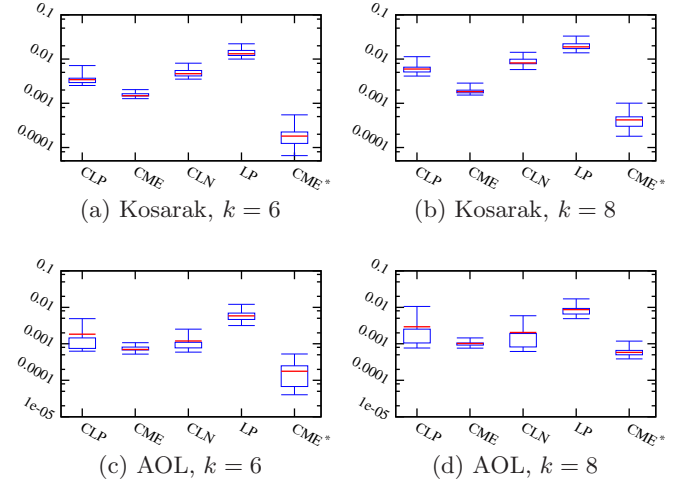 0.1
0.01
0.001
0.0001
CLP CME CLN LP CME*
(a) Kosarak, k = 6
0.1
0.01
0.001
0.0001
CLP CME CLN LP CME*
(b) Kosarak, k = 8
0.1
0.01
0.001
0.0001
1e-05
CLP CME CLN LP CME*
(c) AOL, k = 6
0.1
0.01
0.001
0.0001
1e-05
CLP CME CLN LP CME*
(d) AOL, k = 8